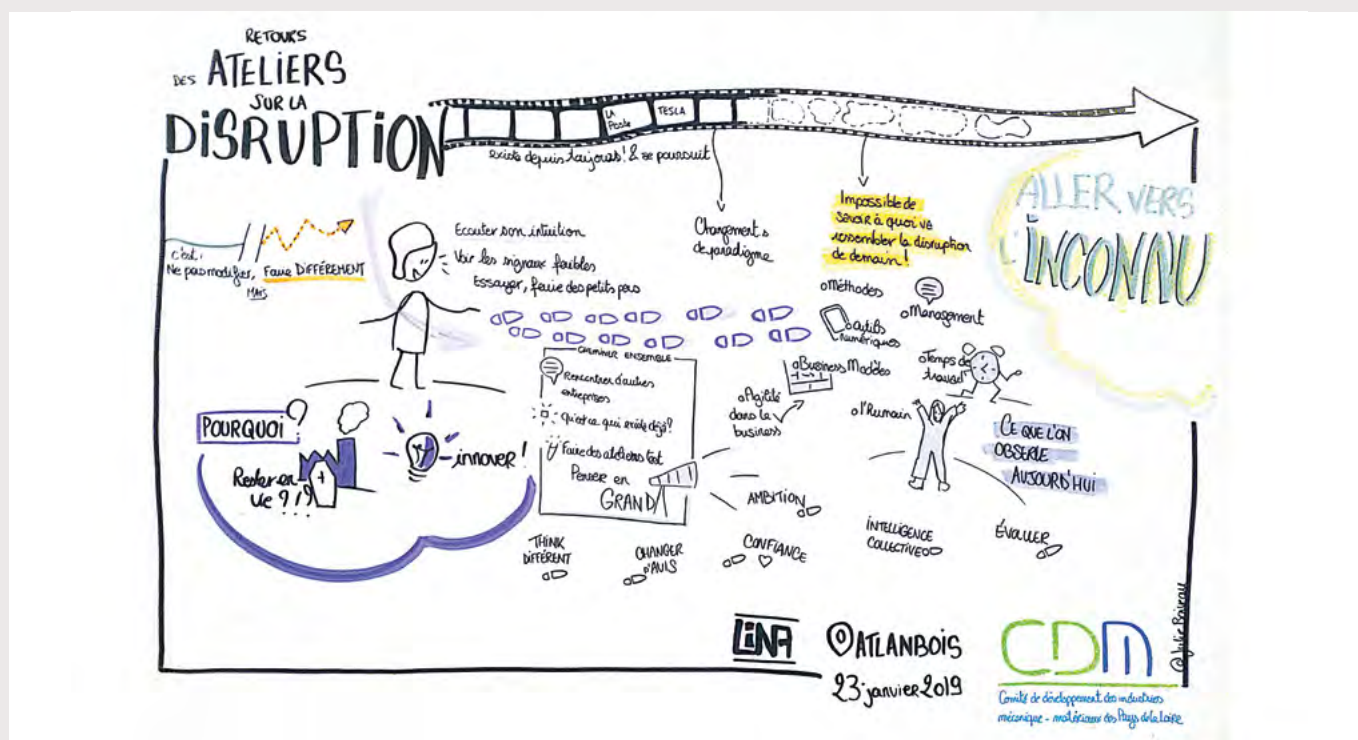 RETOURS
DES ATELIERS
SUR LA
DISRUPTION
LA
Poste
TESLA
existe depuis toujours! & se poursuit
Changements
de paradigme
Impossible de
savoir à quoi va
ressembler la disruption
de demain !
ALLER VERS
L'INCONNU
c'est :
Ne pas modifier,
MAIS
Faire DIFFÉREMENT
Ecouter son intuition
Voir les signaux faibles
Essayer, faire des petits pas
POURQUOI ?
Rester en
vie ?!?
innover !
CHEMINER ENSEMBLE
Rencontrer d'autres
entreprises
Qu'est ce qui existe déjà?
Faire des ateliers test
Penser en
GRAND
Méthodes
Management
outils
numériques
Business Modèles
Temps de
travail
Agilité
dans le
business
l'Humain
CE QUE L'ON
OBSERVE
AUJOURD'HUI
THINK
DIFFÉRENT
CHANGER
D'AVIS
AMBITION
CONFIANCE
INTELLIGENCE
COLLECTIVE
ÉVOLUER
LiNA
ATLANBOIS
23 janvier 2019
CDM
Comité de développement des industries
mécanique - matériaux des Pays de la Loire